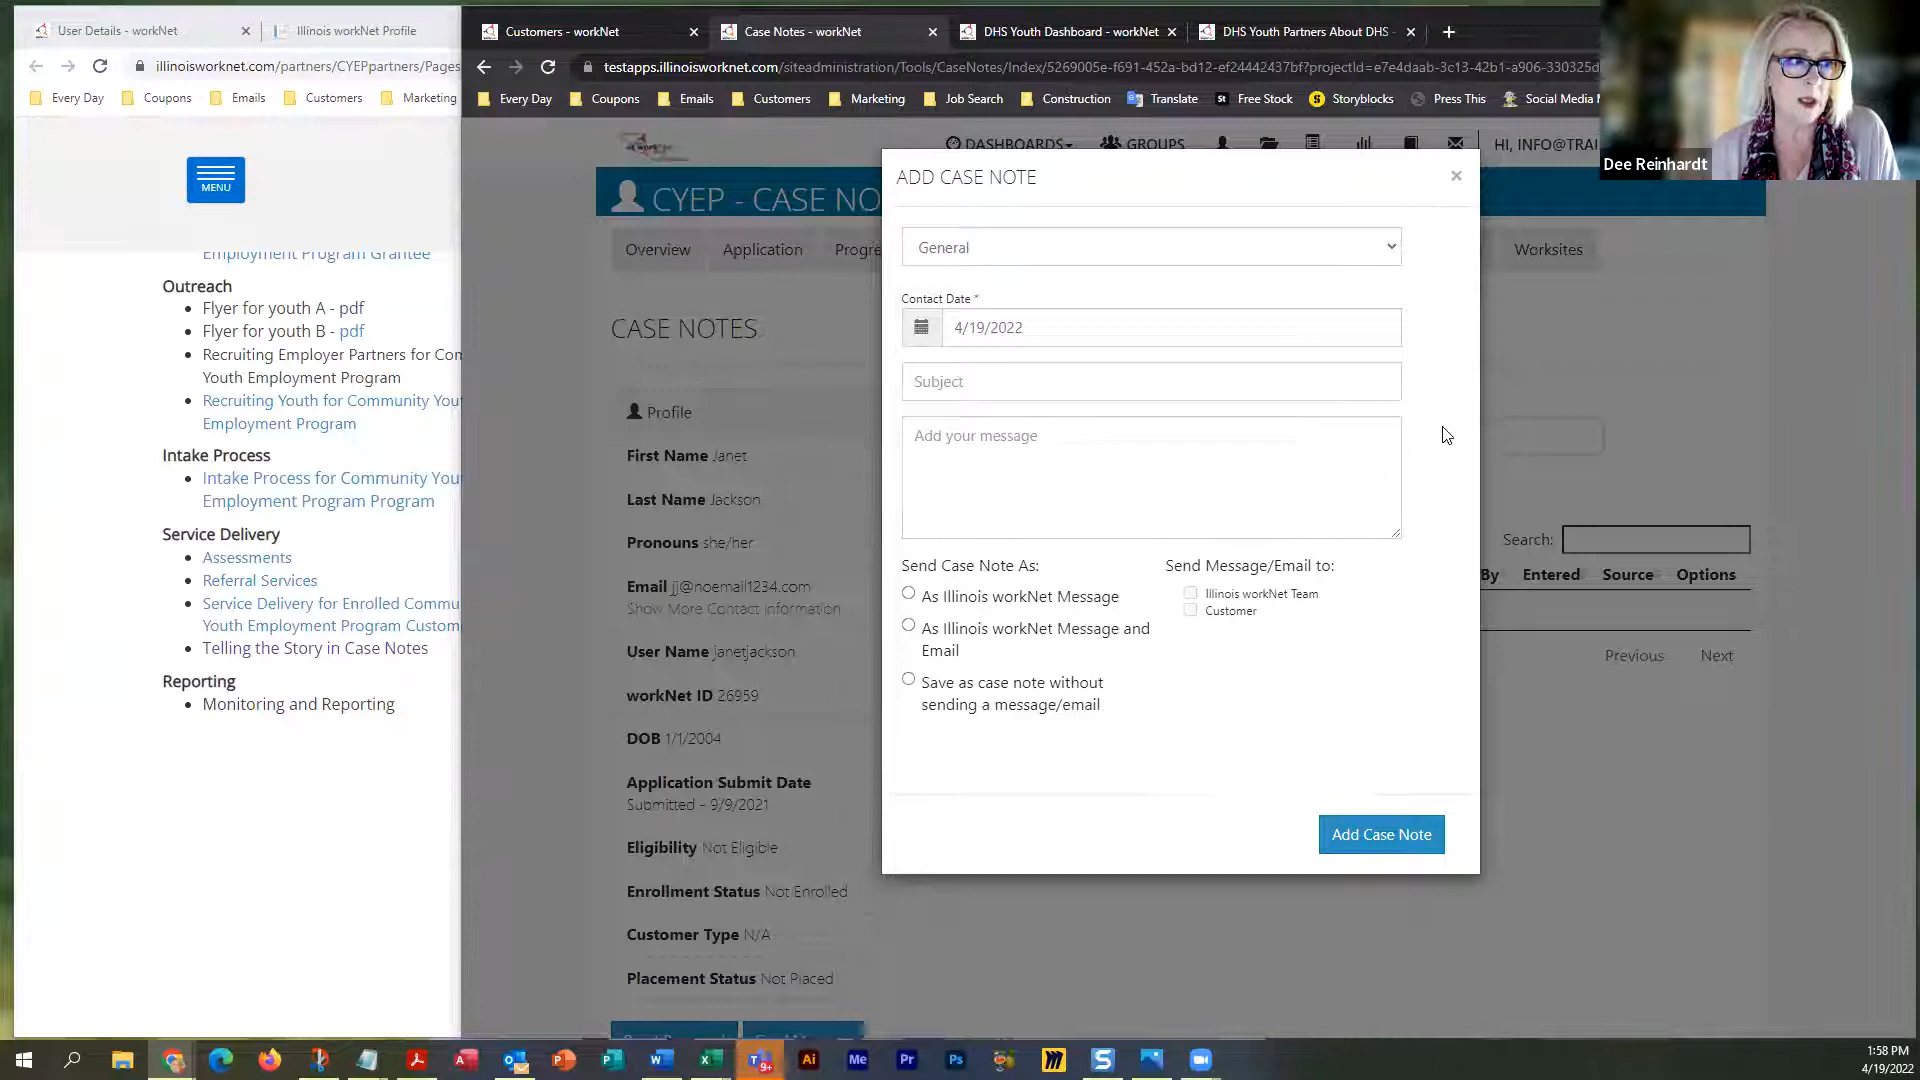 User Details - workNet
Illinois workNet Profile
Customers - workNet
Case Notes - workNet
DHS Youth Dashboard - workNet
DHS Youth Partners About DHS -
illinoisworknet.com/partners/CYEPpartners/Pages
testapps.illinoisworknet.com/siteadministration/Tools/CaseNotes/Index/5269005e-f691-452a-bd12-ef24442437bf?projectId=e7e4daab-3c13-42b1-a906-330325d
Every Day
Coupons
Emails
Customers
Marketing
Every Day
Coupons
Emails
Customers
Marketing
Job Search
Construction
Translate
Free Stock
Storyblocks
Press This
Social Media
Dee Reinhardt
MENU
Employment Program Grantee
Outreach
Flyer for youth A - pdf
Flyer for youth B - pdf
Recruiting Employer Partners for Com
Youth Employment Program
Recruiting Youth for Community You
Employment Program
Intake Process
Intake Process for Community You
Employment Program Program
Service Delivery
Assessments
Referral Services
Service Delivery for Enrolled Commu
Youth Employment Program Custom
Telling the Story in Case Notes
Reporting
Monitoring and Reporting
DASHBOARDS
GROUPS
HI, INFO@TRAI
CYEP - CASE NO
Overview
Application
Progre
Worksites
CASE NOTES
Profile
First Name Janet
Last Name Jackson
Pronouns she/her
Email jj@noemail1234.com
Show More Contact Information
User Name janetjackson
workNet ID 26959
DOB 1/1/2004
Application Submit Date
Submitted - 9/9/2021
Eligibility Not Eligible
Enrollment Status Not Enrolled
Customer Type N/A
Placement Status Not Placed
ADD CASE NOTE
×
General
Contact Date *
4/19/2022
Subject
Add your message
Send Case Note As:
As Illinois workNet Message
As Illinois workNet Message and
Email
Save as case note without
sending a message/email
Send Message/Email to:
Illinois workNet Team
Customer
Add Case Note
Search:
By
Entered
Source
Options
Previous
Next
1:58 PM
4/19/2022